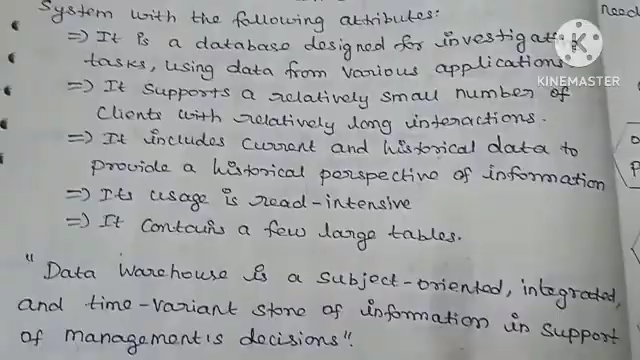 System with the following attributes:
=) It is a database designed for investigat
tasks, using data from various applications
=) It supports a relatively small number of
Clients with relatively long interactions.
=) It includes current and historical data to
provide a historical perspective of information
=) Its usage is read-intensive
=) It contains a few large tables.
"Data Warehouse is a subject-oriented, integrated,
and time-variant store of information in support
of management's decisions".
need
KINEMASTER